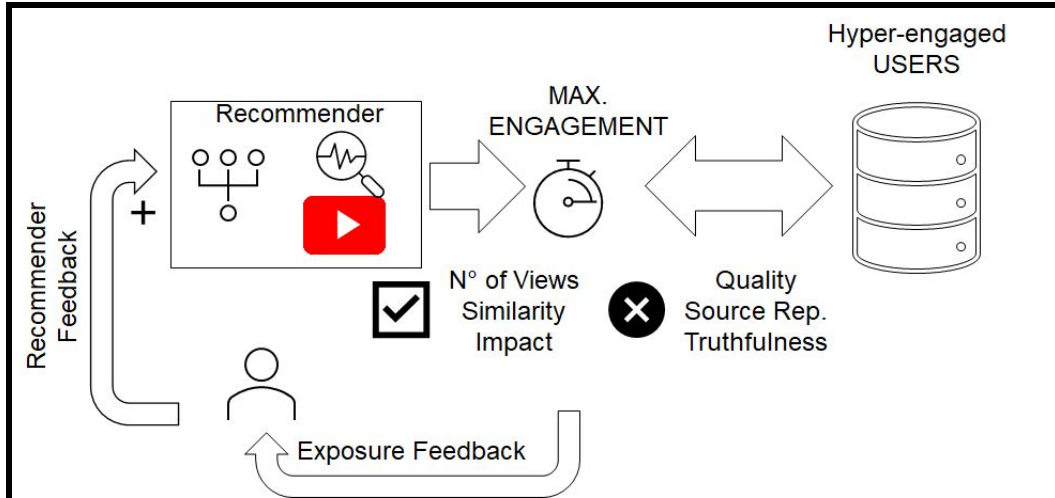 Hyper-engaged
USERS
MAX.
ENGAGEMENT
Recommender
Recommender
Feedback
+
N° of Views
Similarity
Impact
Quality
Source Rep.
Truthfulness
Exposure Feedback